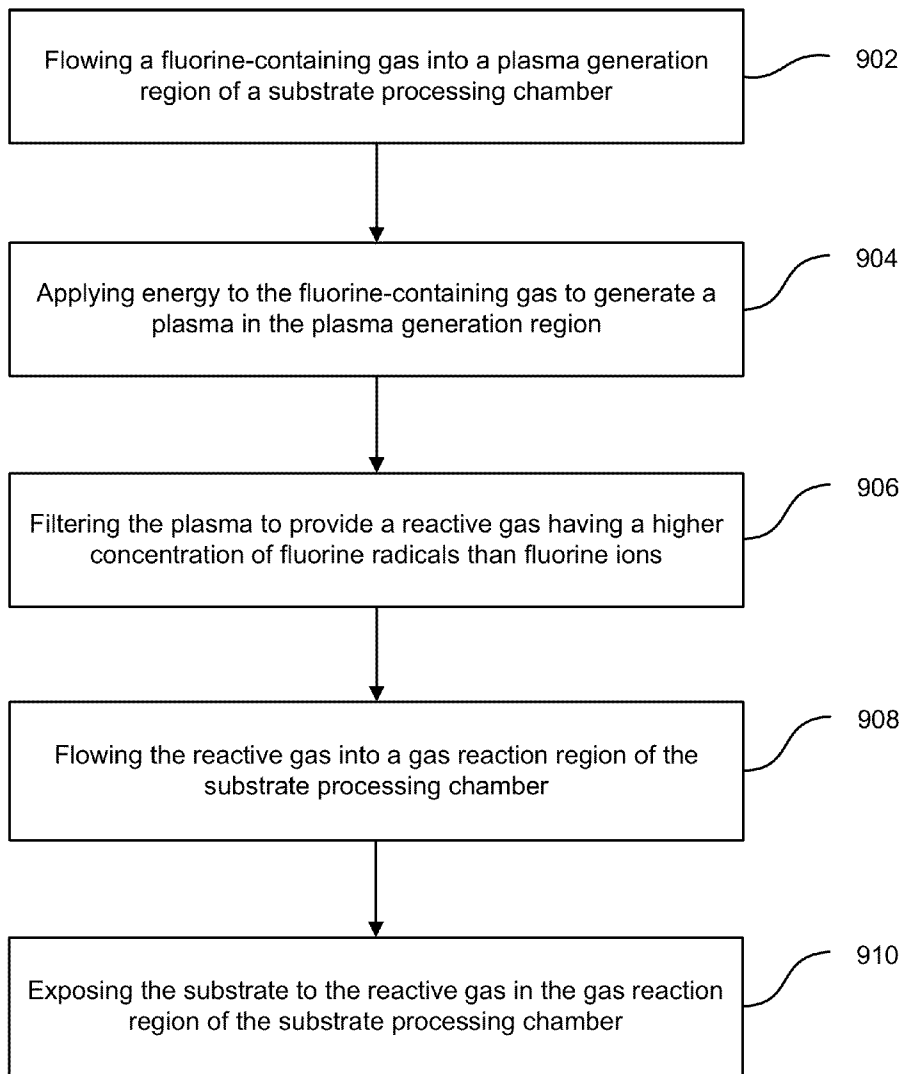 Flowing a fluorine-containing gas into a plasma generation
region of a substrate processing chamber
902
Applying energy to the fluorine-containing gas to generate a
plasma in the plasma generation region
904
Filtering the plasma to provide a reactive gas having a higher
concentration of fluorine radicals than fluorine ions
906
Flowing the reactive gas into a gas reaction region of the
substrate processing chamber
908
Exposing the substrate to the reactive gas in the gas reaction
region of the substrate processing chamber
910